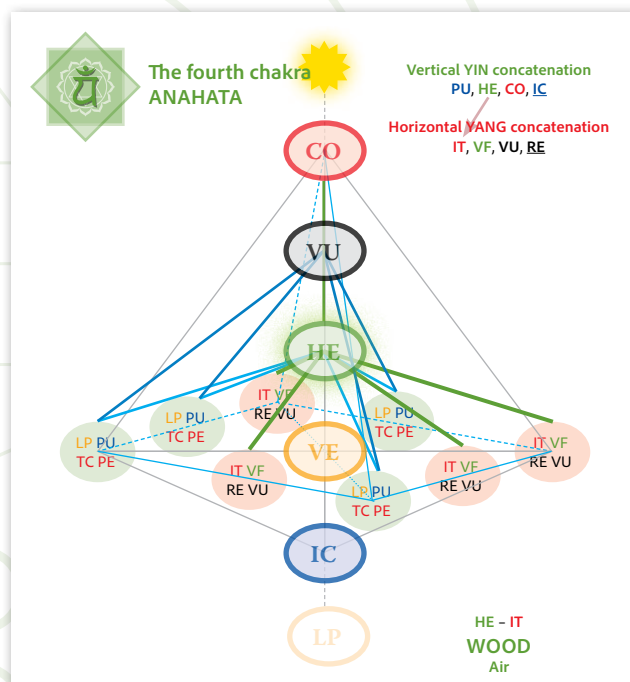 यं
The fourth chakra
ANAHATA
Vertical YIN concatenation
PU, HE, CO, IC
Horizontal YANG concatenation
IT, VF, VU, RE
CO
VU
HE
IT VF
RE VU
LP PU
TC PE
LP PU
TC PE
LP PU
TC PE
VE
IT VF
RE VU
IT VF
RE VU
IT VF
RE VU
LP PU
TC PE
IC
LP
HE – IT
WOOD
Air